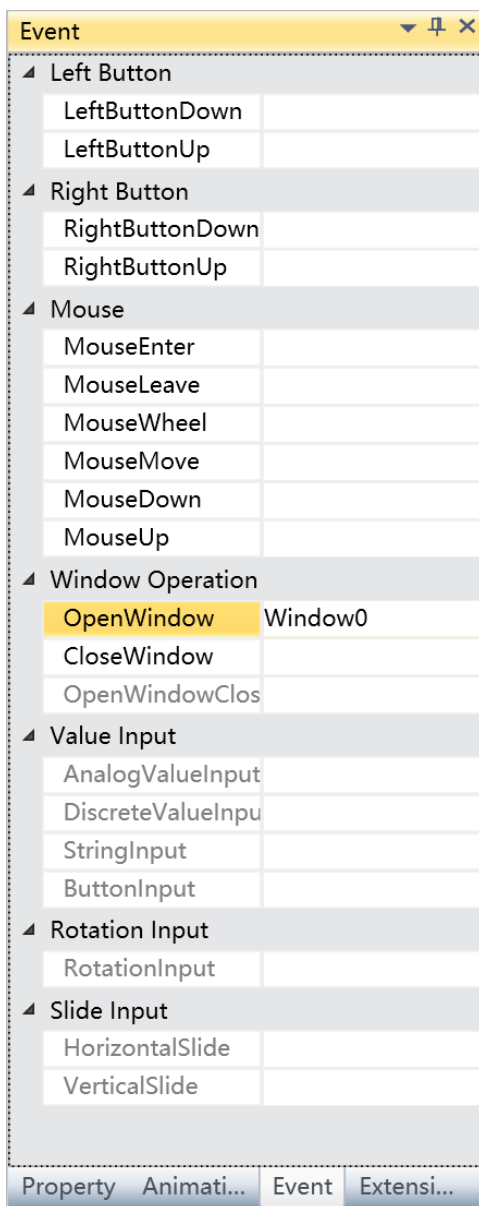 Event
Left Button
LeftButtonDown
LeftButtonUp
Right Button
RightButtonDown
RightButtonUp
Mouse
MouseEnter
MouseLeave
MouseWheel
MouseMove
MouseDown
MouseUp
Window Operation
OpenWindow Window0
CloseWindow
OpenWindowClos
Value Input
AnalogValueInput
DiscreteValueInpu
StringInput
ButtonInput
Rotation Input
RotationInput
Slide Input
HorizontalSlide
VerticalSlide
Property Animati... Event Extensi...